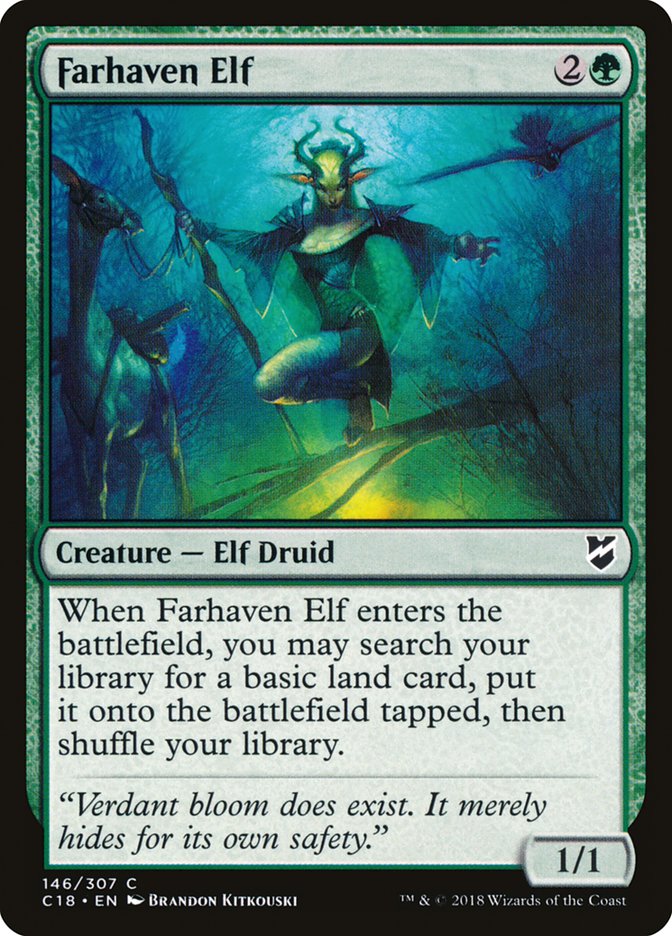 Farhaven Elf 2
Creature — Elf Druid
When Farhaven Elf enters the
battlefield, you may search your
library for a basic land card, put
it onto the battlefield tapped, then
shuffle your library.
“Verdant bloom does exist. It merely
hides for its own safety.”
1/1
146/307 C
C18 • EN Brandon Kitkouski
™ & © 2018 Wizards of the Coast